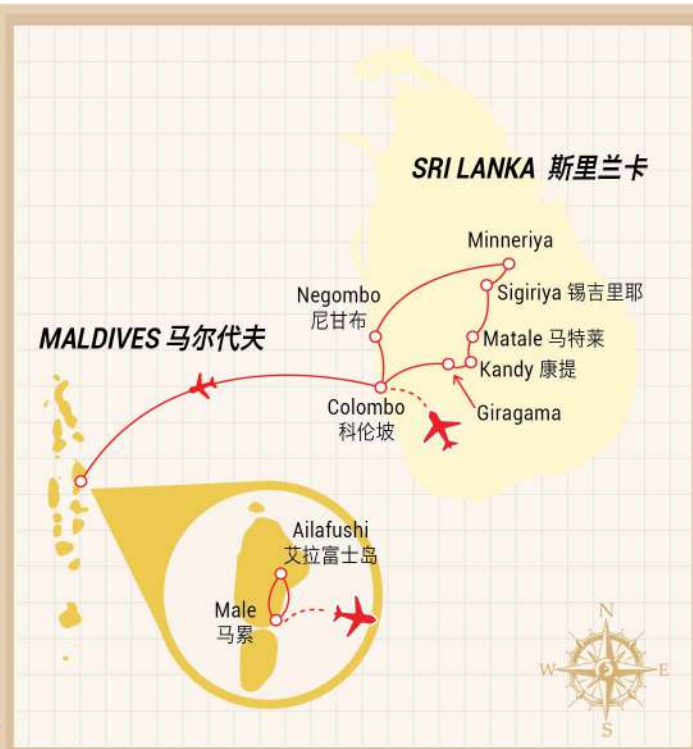 SRI LANKA 斯里兰卡
Minneriya
Sigiriya 锡吉里耶
Negombo
尼甘布
Matale 马特莱
MALDIVES 马尔代夫
Kandy 康提
Colombo
科伦坡
Giragama
Ailafushi
艾拉富士岛
Male
马累
N
W
E
S